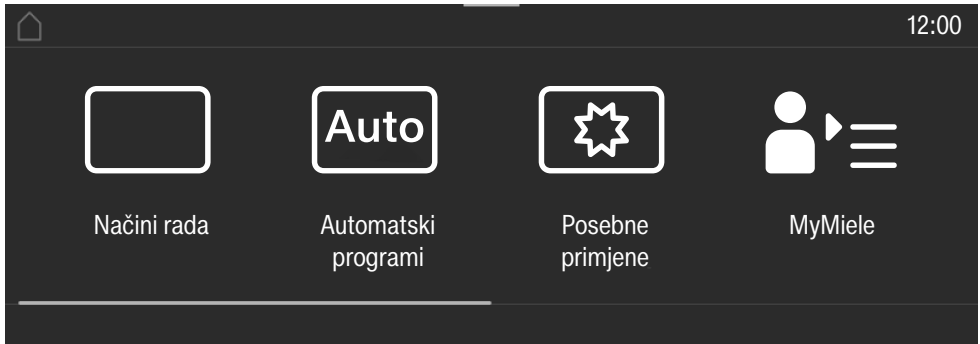 12:00
Auto
Načini rada
Automatski
programi
Posebne
primjene
MyMiele